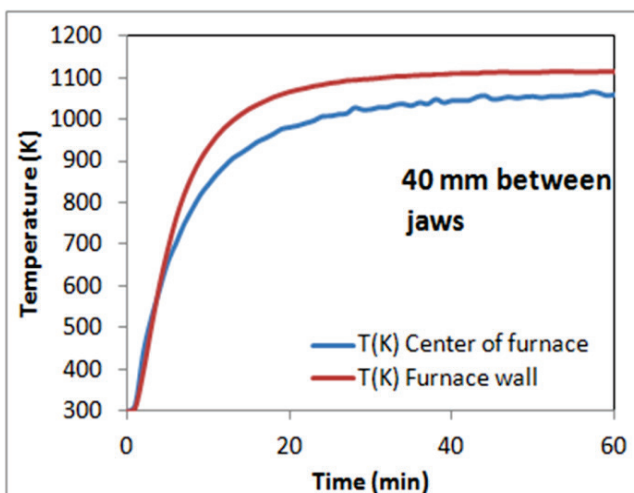 1200
1100
1000
900
800
700
600
500
400
300
Temperature (K)
40 mm between
jaws
T(K) Center of furnace
T(K) Furnace wall
0
20
40
60
Time (min)